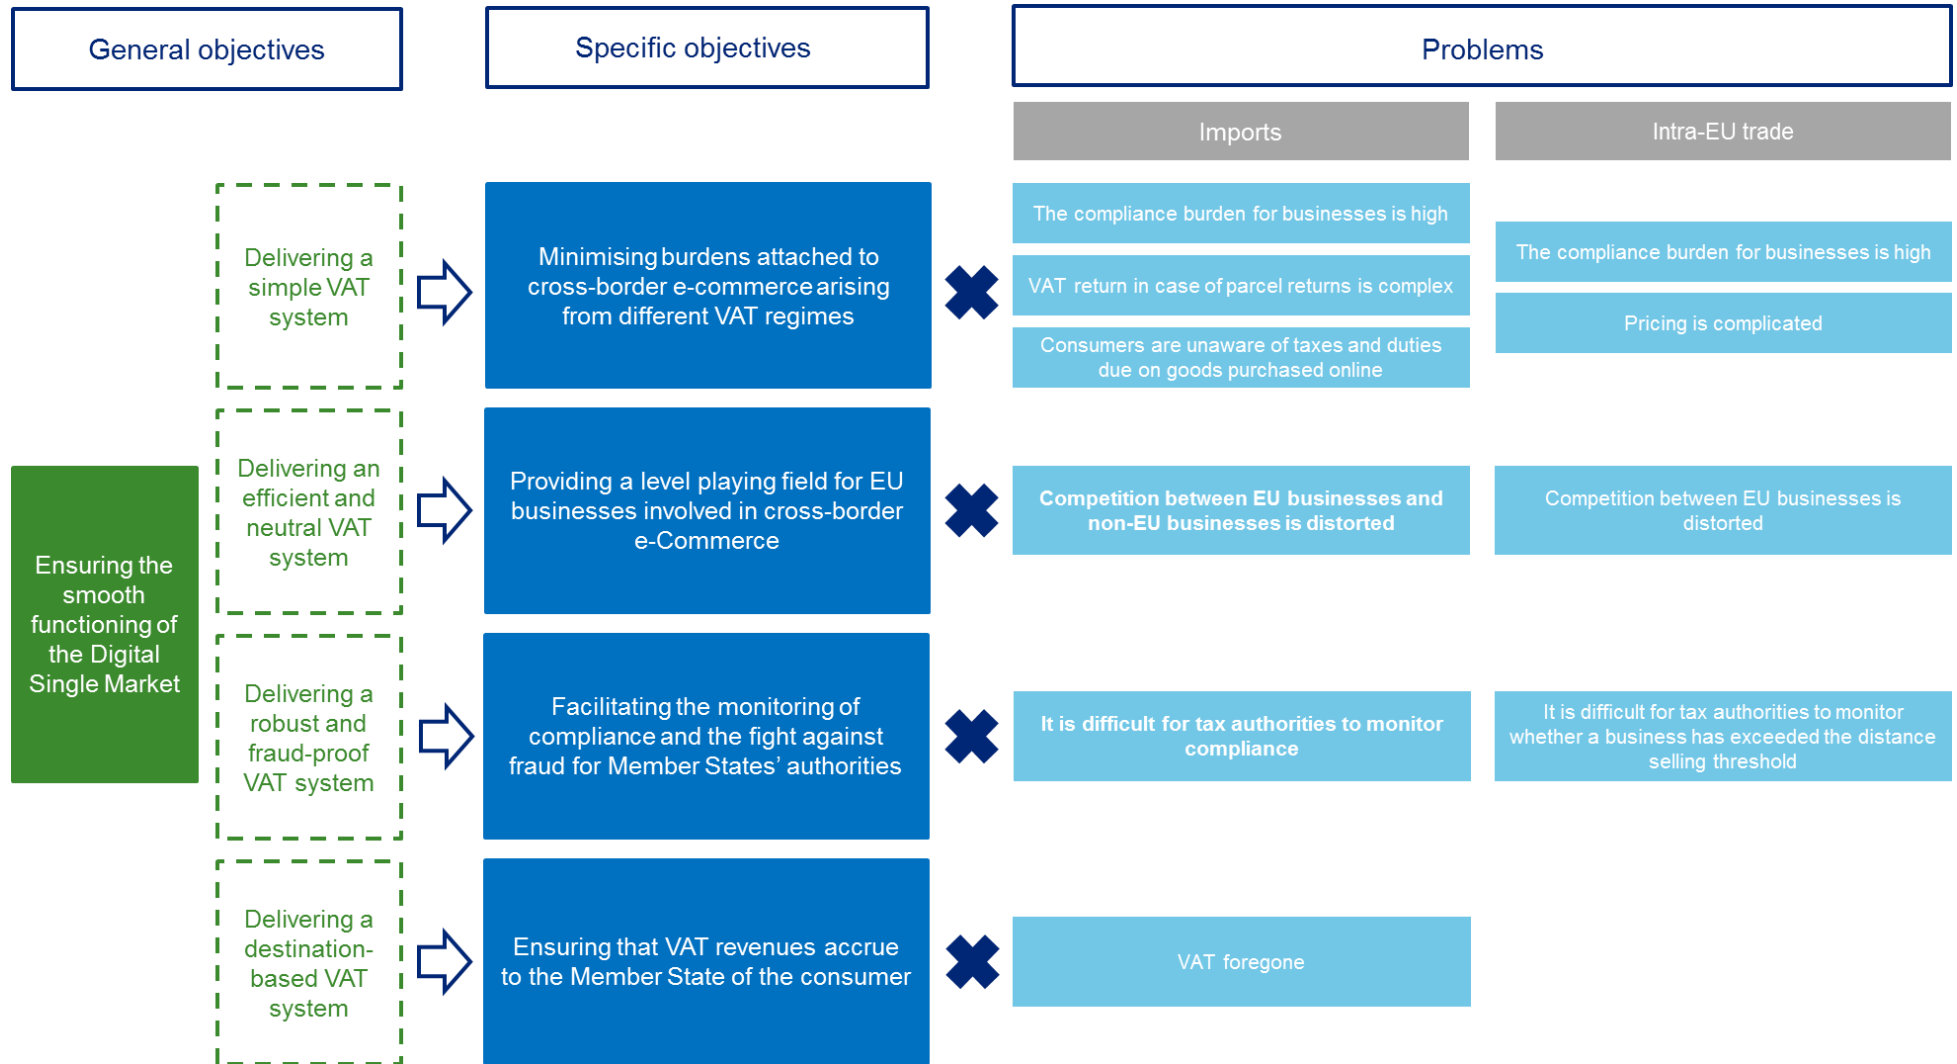 General objectives
Specific objectives
Problems
Imports
Intra-EU trade
Delivering a
simple VAT
system
Minimising burdens attached to
cross-border e-commerce arising
from different VAT regimes
The compliance burden for businesses is high
VAT return in case of parcel returns is complex
Consumers are unaware of taxes and duties
due on goods purchased online
The compliance burden for businesses is high
Pricing is complicated
Ensuring the
smooth
functioning of
the Digital
Single Market
Delivering an
efficient and
neutral VAT
system
Providing a level playing field for EU
businesses involved in cross-border
e-Commerce
Competition between EU businesses and
non-EU businesses is distorted
Competition between EU businesses is
distorted
Delivering a
robust and
fraud-proof
VAT system
Facilitating the monitoring of
compliance and the fight against
fraud for Member States’ authorities
It is difficult for tax authorities to monitor
compliance
It is difficult for tax authorities to monitor
whether a business has exceeded the distance
selling threshold
Delivering a
destination-
based VAT
system
Ensuring that VAT revenues accrue
to the Member State of the consumer
VAT foregone